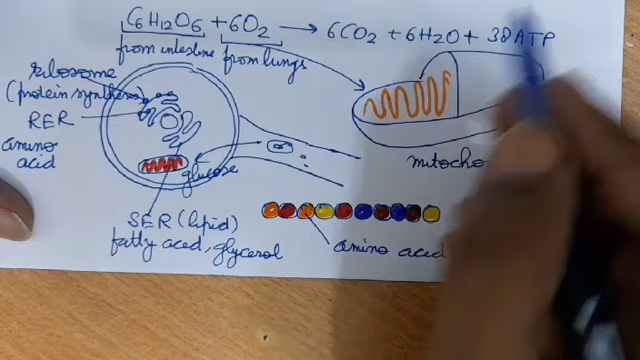 C6H12O6 + 6O2 → 6CO2 + 6H2O + 38ATP
from intestine from lungs
ribosome
(protein synthesis)
RER
amino
acid
glucose
SER (lipid)
fatty acid, glycerol
amino acid